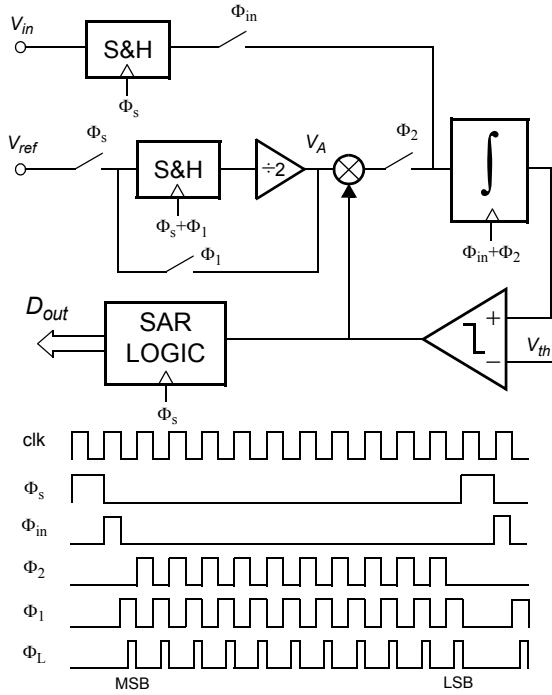 V_in
S&H
Φ_in
Φ_s
V_ref
Φ_s
S&H
÷2
V_A
Φ_2
∫
Φ_s+Φ_1
Φ_1
Φ_in+Φ_2
D_out
SAR
LOGIC
Φ_s
+
−
V_th
clk
Φ_s
Φ_in
Φ_2
Φ_1
Φ_L
MSB LSB